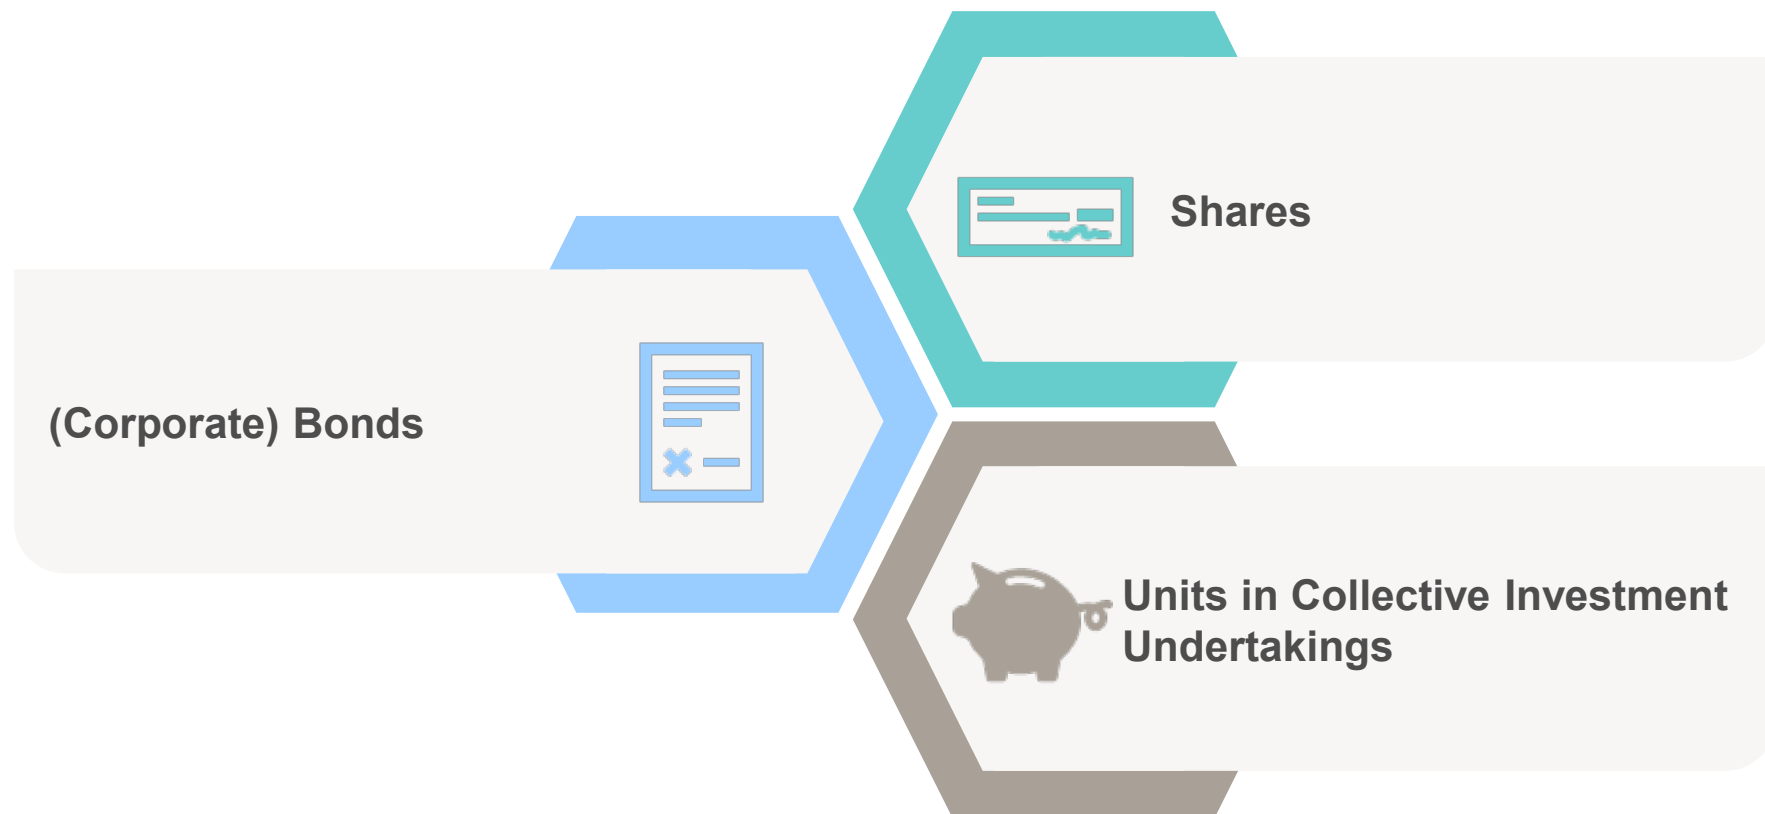 Shares
(Corporate) Bonds
Units in Collective Investment
Undertakings